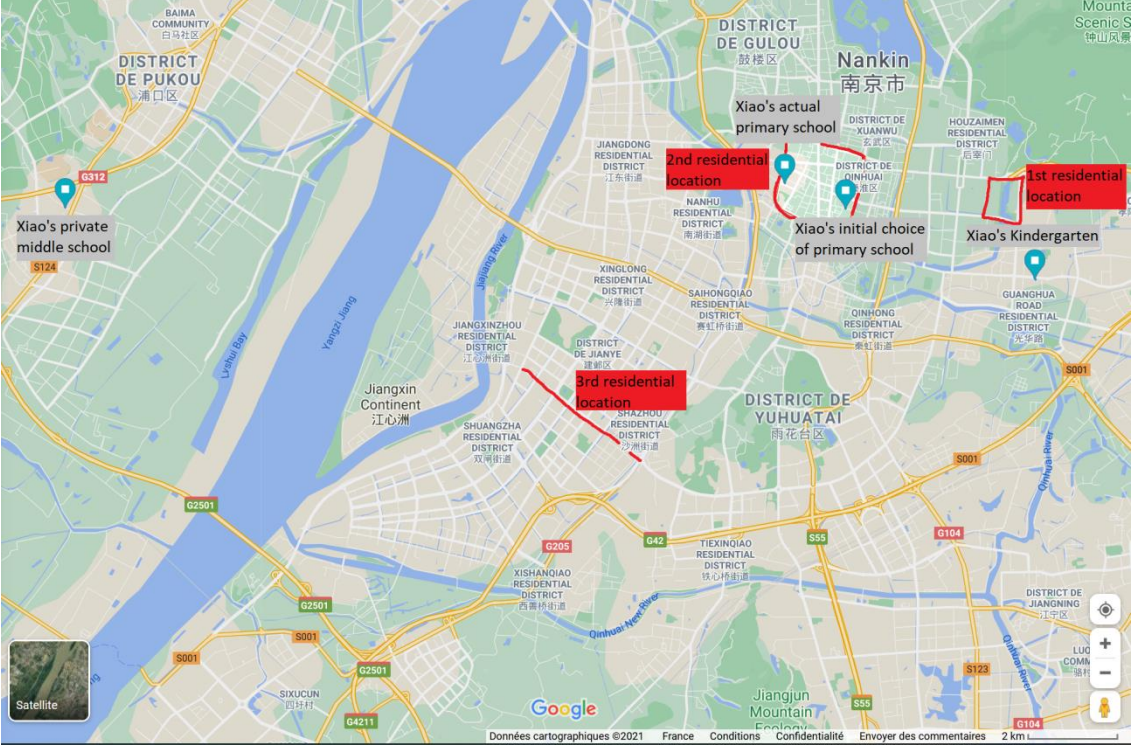 BAIMA
COMMUNITY
白马社区
DISTRICT
DE PUKOU
浦口区
DISTRICT
DE GULOU
鼓楼区
Nankin
南京市
Mounta
Scenic S
钟山风景
Xiao's actual
primary school
DISTRICT DE
XUANWU
玄武区
HOUZAIMEN
RESIDENTIAL
DISTRICT
后宰门
JIANGDONG
RESIDENTIAL
DISTRICT
江东街道
2nd residential
location
DISTRICT DE
QINHUAI
淮区
1st residential
location
G312
Xiao's private
middle school
S124
NANHU
RESIDENTIAL
DISTRICT
南湖街道
Xiao's initial choice
of primary school
Xiao's Kindergarten
Jiajiang River
XINGLONG
RESIDENTIAL
DISTRICT
兴隆街道
SAIHONGQIAO
RESIDENTIAL
DISTRICT
赛虹桥街道
GUANGHUA
ROAD
RESIDENTIAL
DISTRICT
光华路
QINHONG
RESIDENTIAL
DISTRICT
秦虹街道
Lvshui Bay
Yangzi Jiang
JIANGXINZHOU
RESIDENTIAL
DISTRICT
江心洲街道
DISTRICT
DE JIANYE
建邺区
S001
Jiangxin
Continent
江心洲
3rd residential
location
SHAZHOU
RESIDENTIAL
DISTRICT
沙洲街道
DISTRICT DE
YUHUATAI
雨花台区
SHUANGZHA
RESIDENTIAL
DISTRICT
双闸街道
S001
Qinhuai River
G2501
G205
G42
S55
G104
TIEXINQIAO
RESIDENTIAL
DISTRICT
铁心桥街道
XISHANQIAO
RESIDENTIAL
DISTRICT
西善桥街道
G2501
Qinhuai New River
DISTRICT DE
JIANGNING
江宁区
S001
S001
G2501
Qinhuai River
LUO
COMM
骆村
S123
Satellite
SIXUCUN
四圩村
G4211
Google
Jiangjun
Mountain
Ecology
S55
G104
Données cartographiques ©2021 France Conditions Confidentialité Envoyer des commentaires 2 km